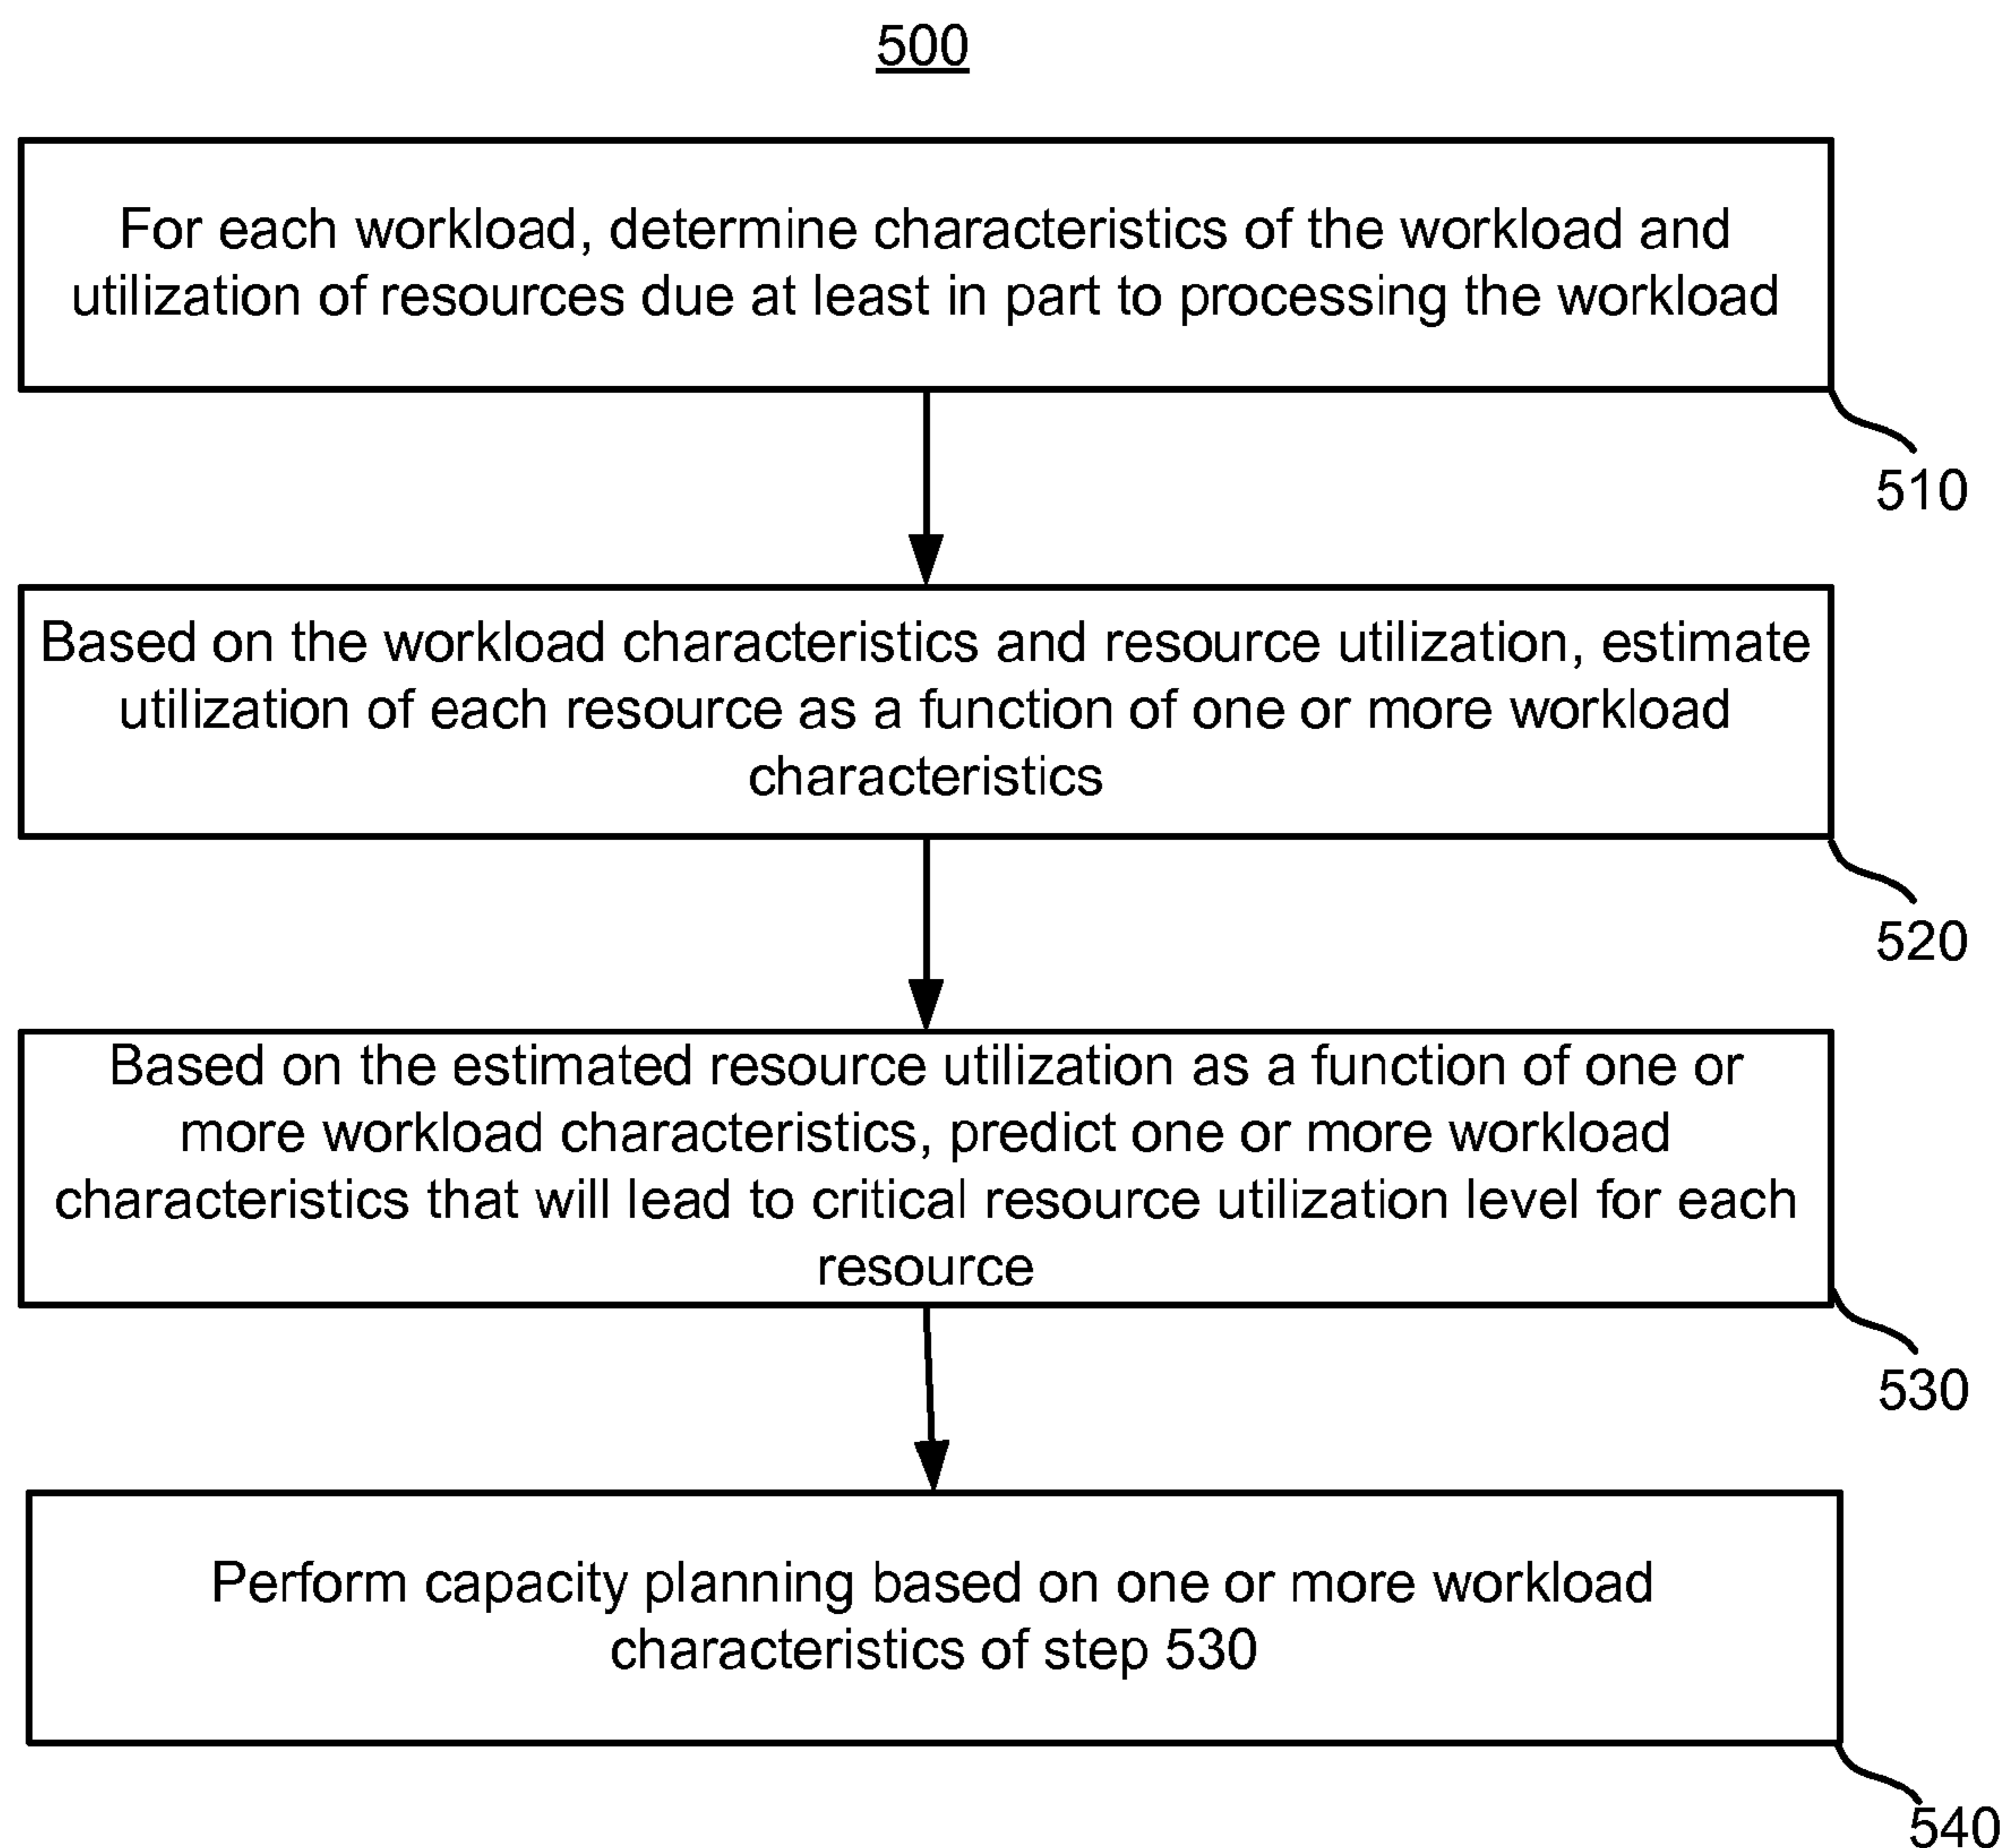 500
For each workload, determine characteristics of the workload and
utilization of resources due at least in part to processing the workload
510
Based on the workload characteristics and resource utilization, estimate
utilization of each resource as a function of one or more workload
characteristics
520
Based on the estimated resource utilization as a function of one or
more workload characteristics, predict one or more workload
characteristics that will lead to critical resource utilization level for each
resource
530
Perform capacity planning based on one or more workload
characteristics of step 530
540